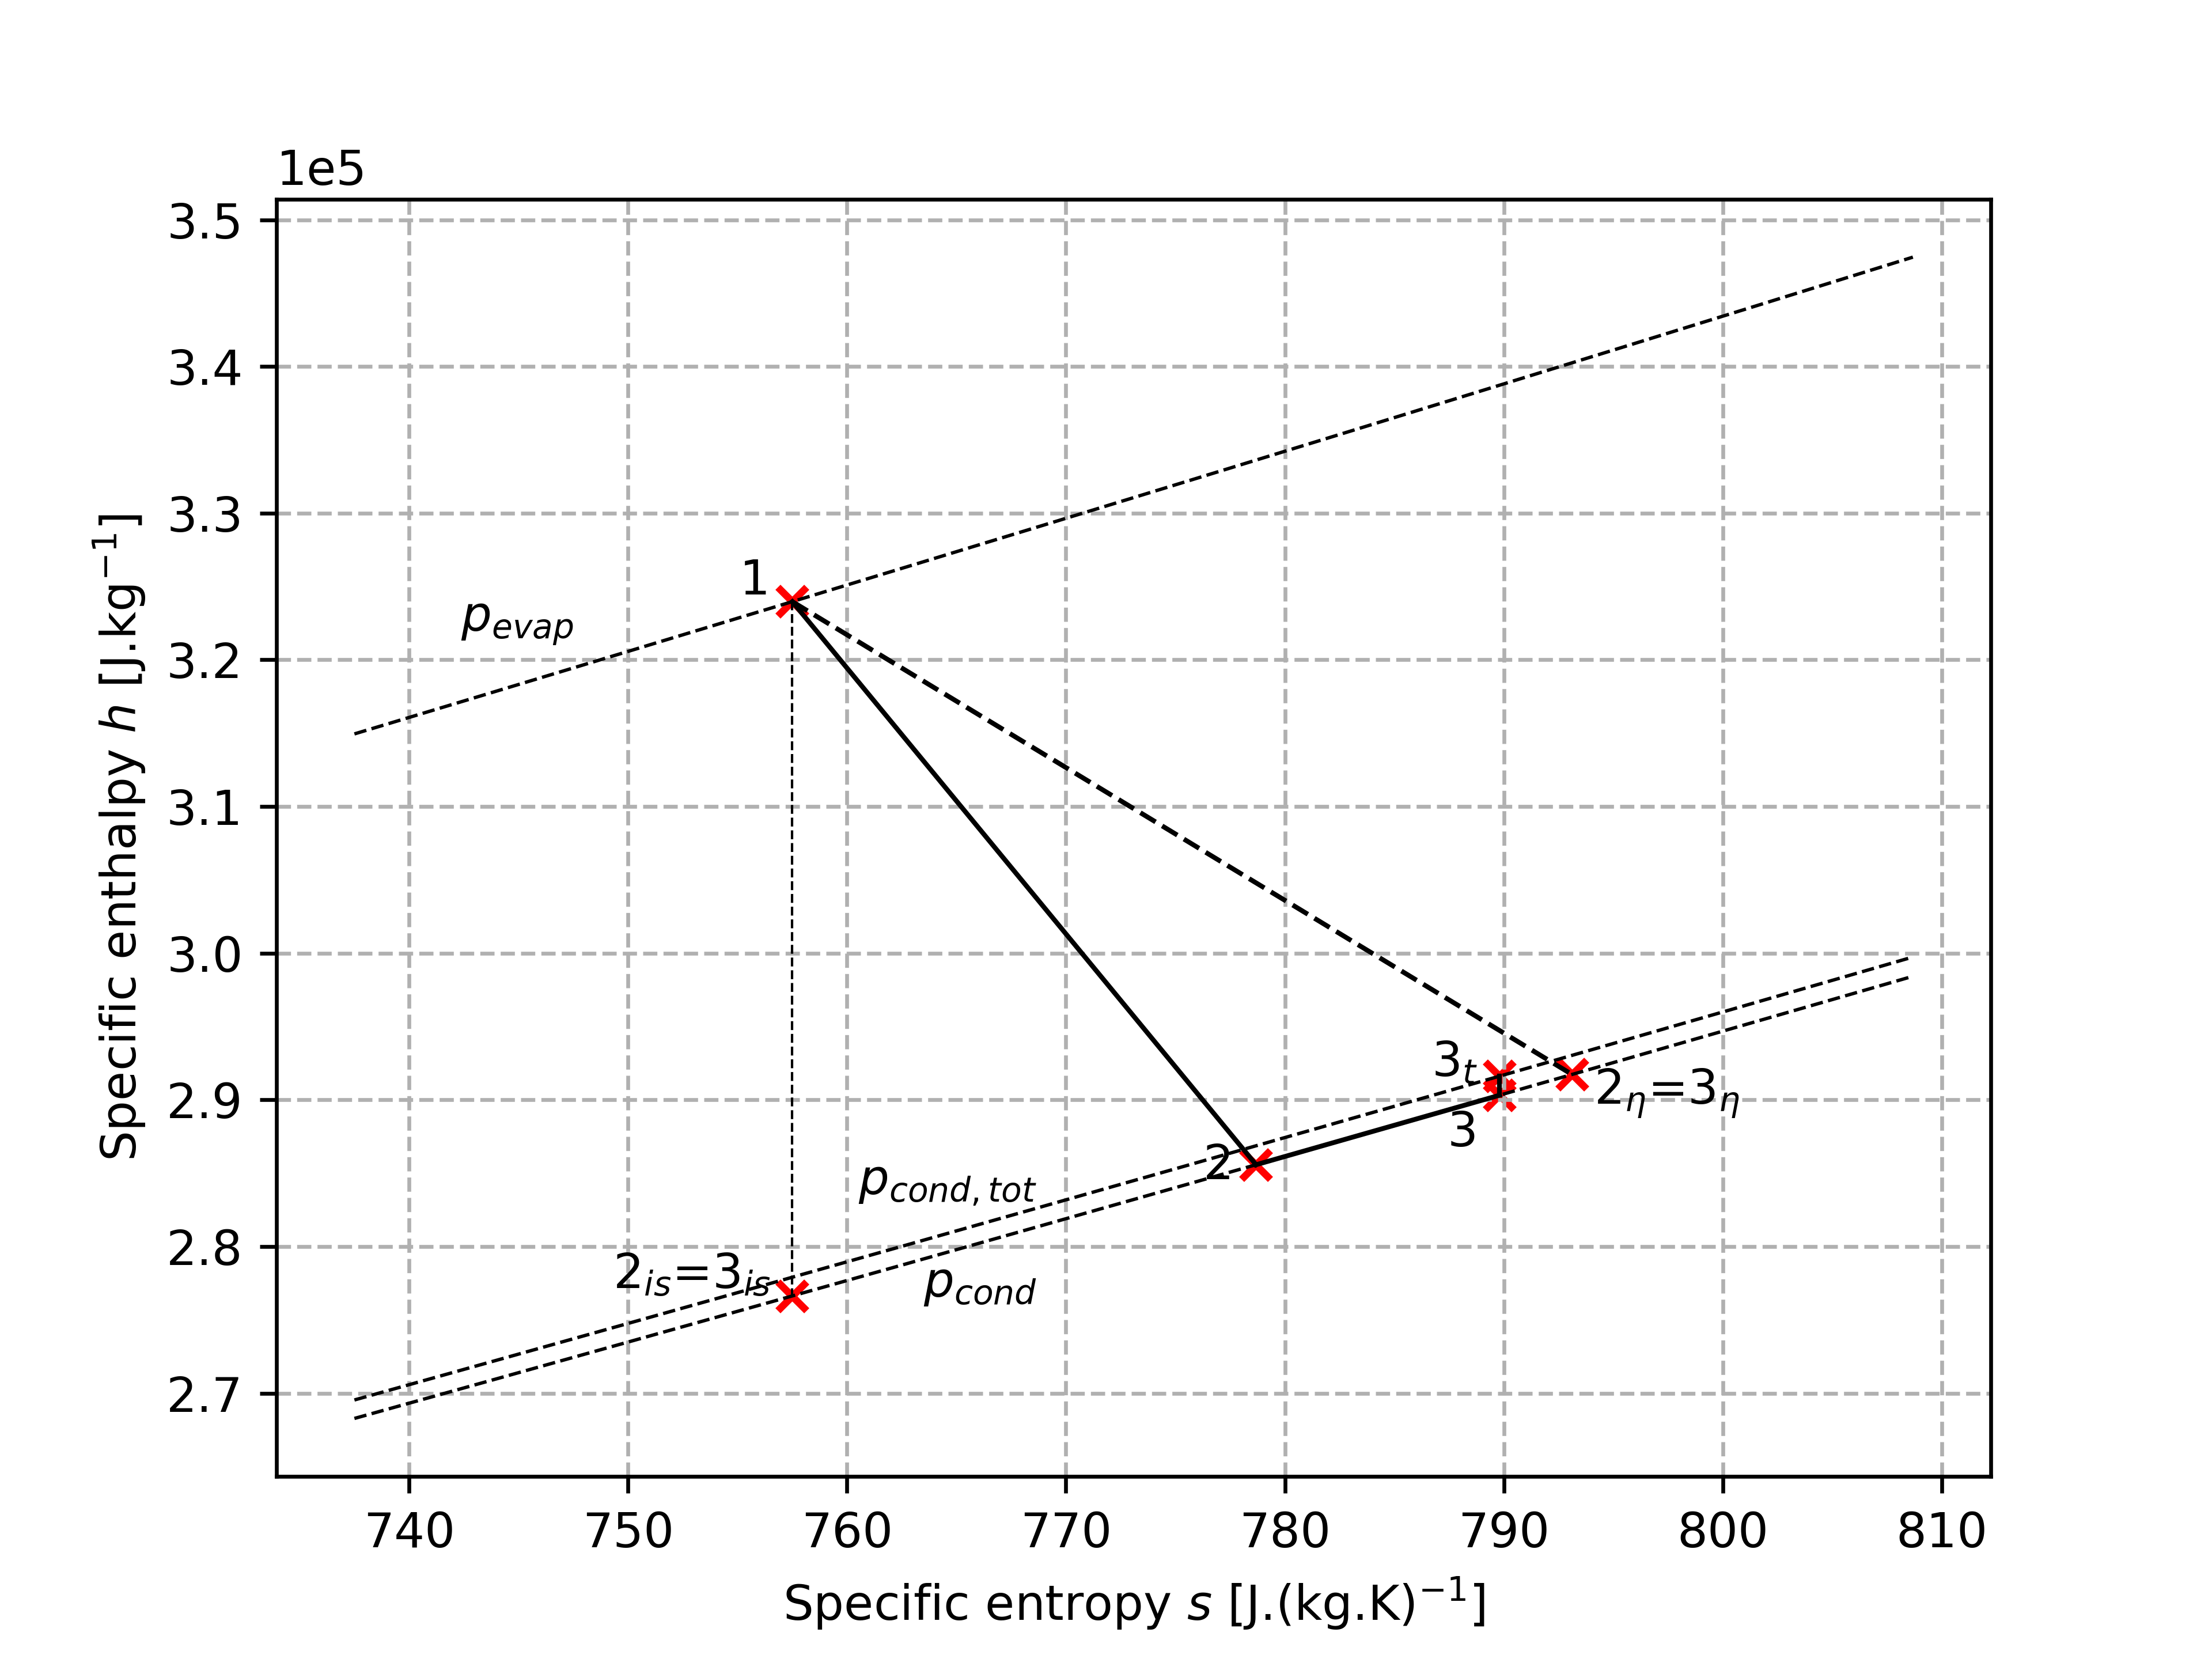 1e5
3.5
3.4
3.3
3.2
3.1
3.0
2.9
2.8
2.7
Specific enthalpy h [J.kg⁻¹]
1
p_evap
3_t
2_η=3_η
3
2
p_cond,tot
2_is=3_is
p_cond
740 750 760 770 780 790 800 810
Specific entropy s [J.(kg.K)⁻¹]